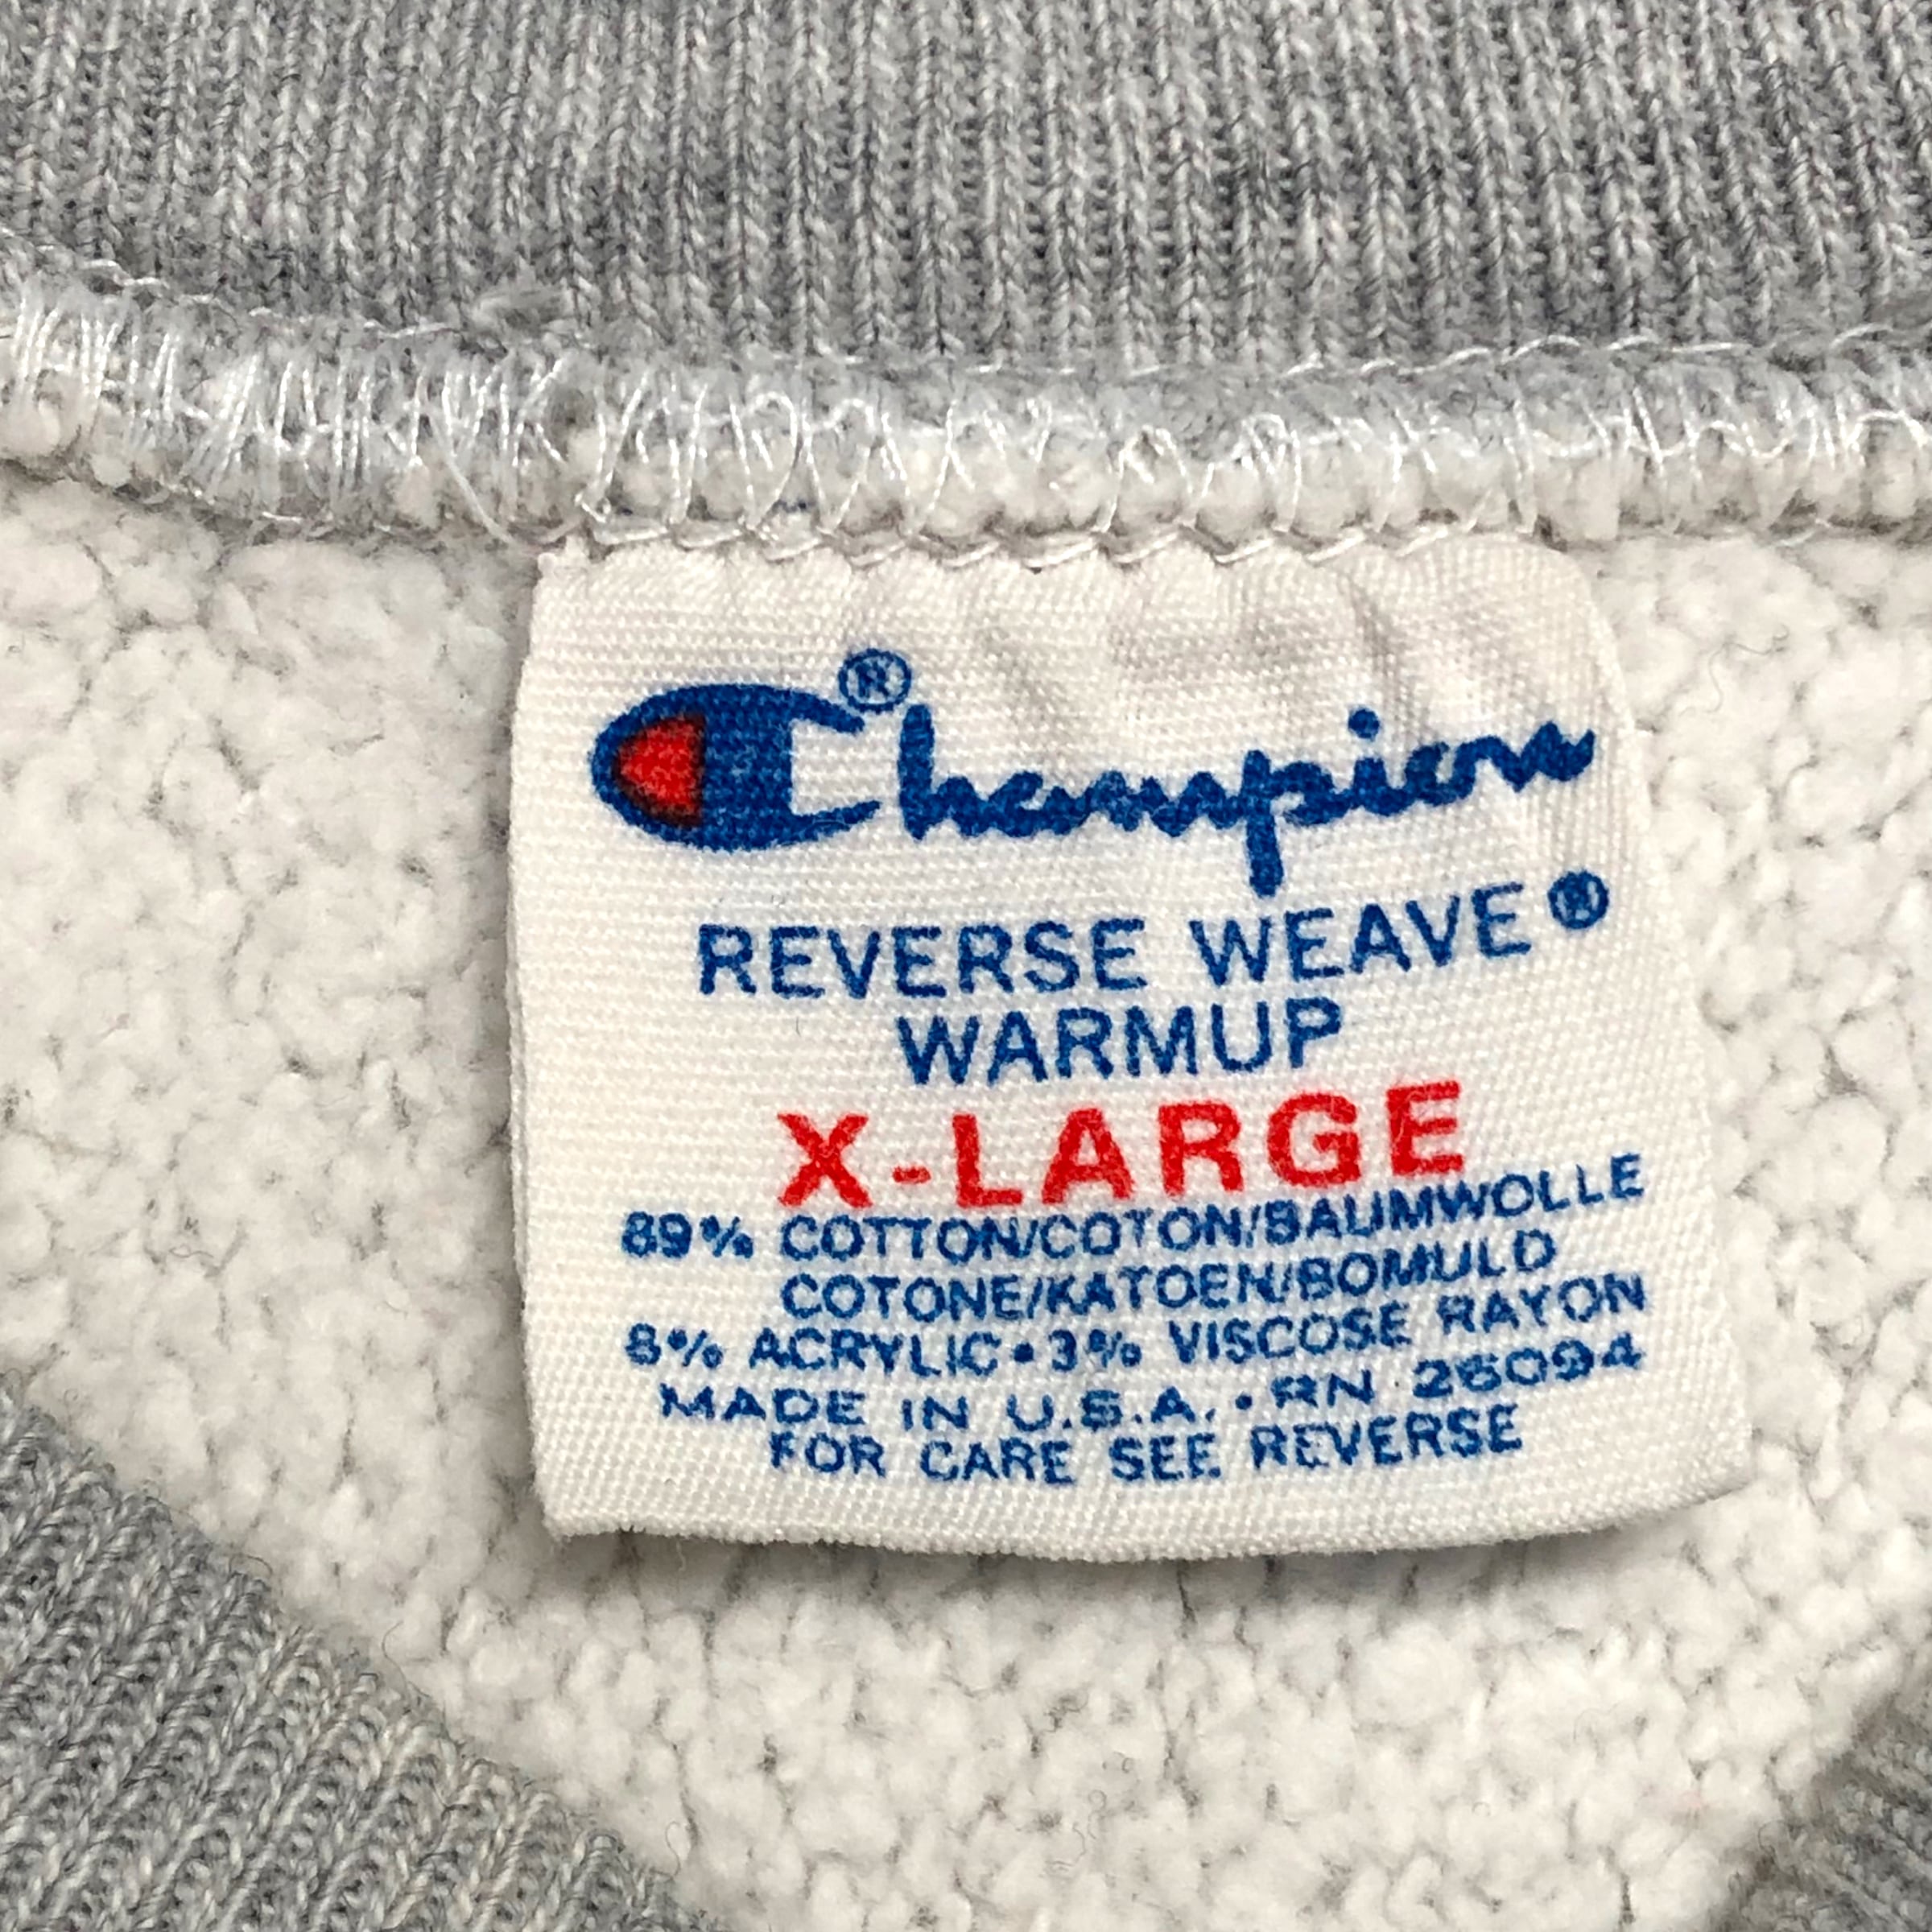 Champion®
REVERSE WEAVE®
WARMUP
X-LARGE
89% COTTON/COTON/BAUMWOLLE
COTONE/KATOEN/BOMULD
8% ACRYLIC•3% VISCOSE RAYON
MADE IN U.S.A.•RN 26094
FOR CARE SEE REVERSE